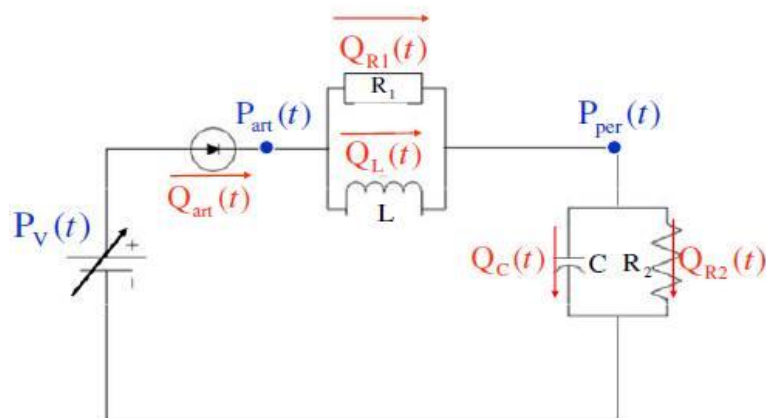 Q_R1(t)
R_1
P_art(t)
P_per(t)
Q_L(t)
Q_art(t)
L
P_V(t)
+
Q_C(t)
C
R_2
Q_R2(t)